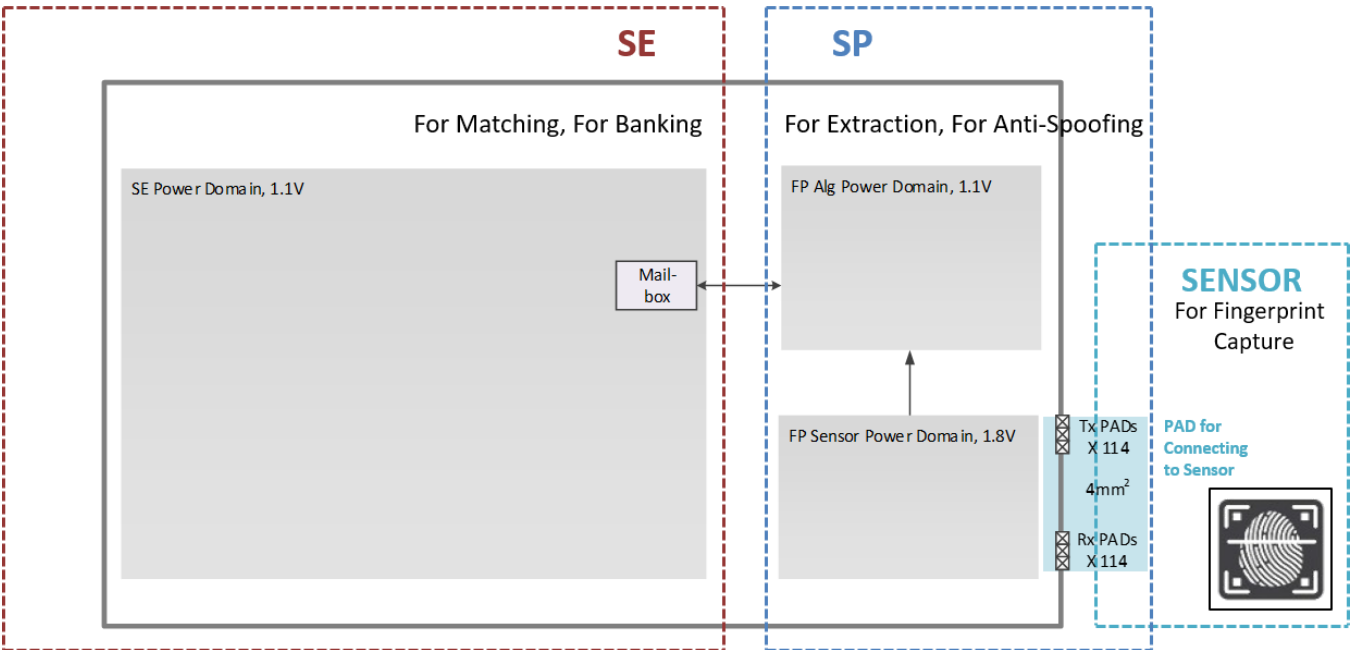 SE
SP
For Matching, For Banking
For Extraction, For Anti-Spoofing
SE Power Domain, 1.1V
FP Alg Power Domain, 1.1V
Mail-
box
SENSOR
For Fingerprint
Capture
FP Sensor Power Domain, 1.8V
Tx PADs
X 114
4mm²
Rx PADs
X 114
PAD for
Connecting
to Sensor